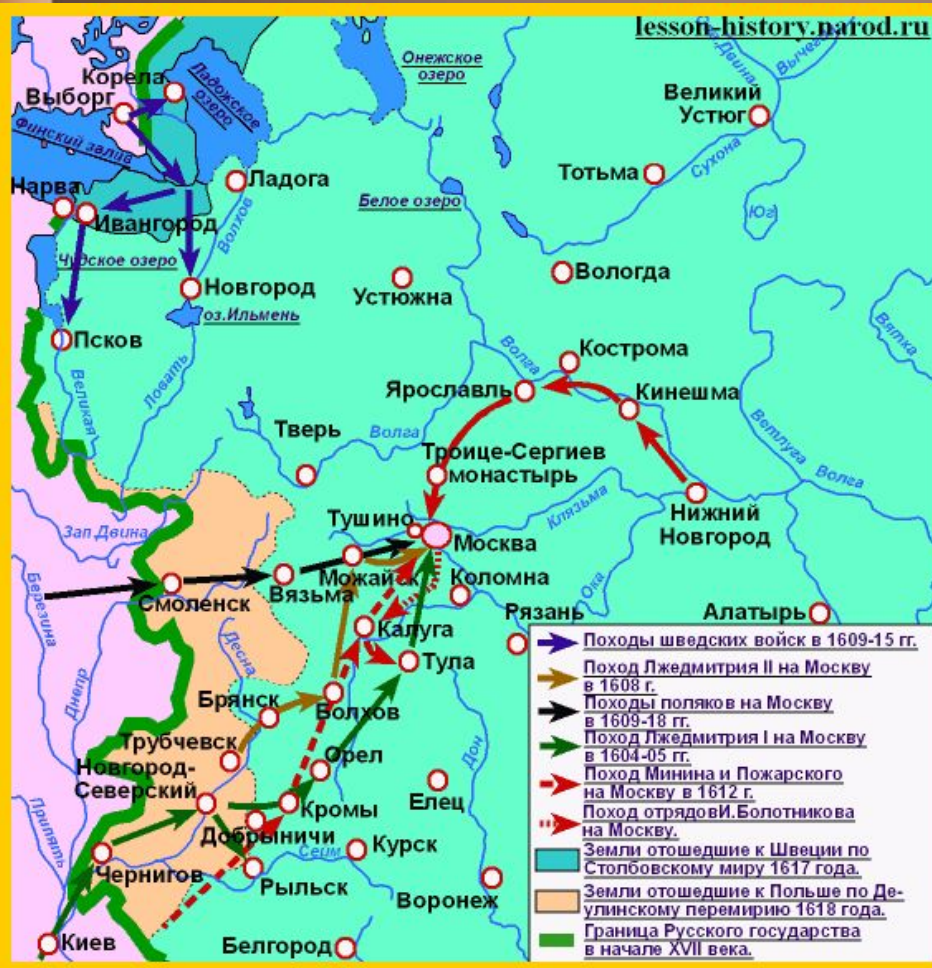 lesson-history.narod.ru
Корела
Выборг
Ладожское
озеро
Финский залив
Онежское
озеро
Вычегда
Великий
Устюг
Сухона
Тотьма
Юг
Ладога
Нарва
Ивангород
Волхов
Белое озеро
Чудское озеро
Новгород
оз.Ильмень
Устюжна
Вологда
Псков
Великая
Ловать
Волга
Кострома
Ярославль
Кинешма
Вятка
Ветлуга
Волга
Тверь
Волга
Троице-Сергиев
монастырь
Зап.Двина
Тушино
Москва
Клязьма
Нижний
Новгород
Березина
Смоленск
Вязьма
Можайск
Коломна
Ока
Рязань
Алатырь
Днепр
Десна
Калуга
Тула
Брянск
Болхов
Трубчевск
Новгород-
Северский
Орел
Дон
Елец
Кромы
Добрыничи
Припять
Чернигов
Сейм
Курск
Рыльск
Воронеж
Киев
Белгород
Походы шведских войск в 1609-15 гг.
Поход Лжедмитрия II на Москву
в 1608 г.
Походы поляков на Москву
в 1609-18 гг.
Поход Лжедмитрия I на Москву
в 1604-05 гг.
Поход Минина и Пожарского
на Москву в 1612 г.
Поход отрядовИ.Болотникова
на Москву.
Земли отошедшие к Швеции по
Столбовскому миру 1617 года.
Земли отошедшие к Польше по Де-
улинскому перемирию 1618 года.
Граница Русского государства
в начале XVII века.